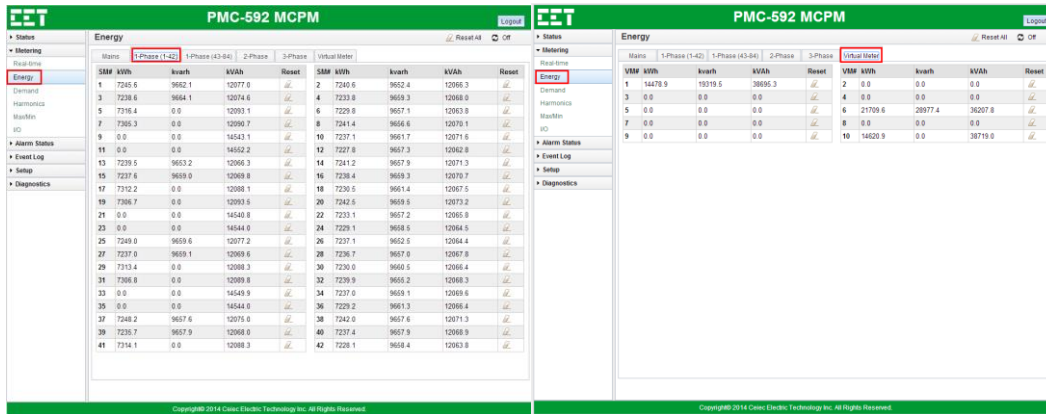 CET
PMC-592 MCPM
Logout
Status
Metering
Real-time
Energy
Demand
Harmonics
Max/Min
I/O
Alarm Status
Event Log
Setup
Diagnostics
Energy
Reset All Off
Mains 1-Phase (1-42) 1-Phase (43-84) 2-Phase 3-Phase Virtual Meter
SM# kWh kvarh kVAh Reset SM# kWh kvarh kVAh Reset
1 7245.6 9652.1 12077.0 2 7240.6 9652.4 12066.3
3 7238.6 9664.1 12074.6 4 7233.8 9659.3 12068.0
5 7316.4 0.0 12093.1 6 7229.8 9657.1 12063.8
7 7305.3 0.0 12090.7 8 7241.4 9656.6 12070.1
9 0.0 0.0 14543.1 10 7237.1 9661.7 12071.6
11 0.0 0.0 14552.2 12 7227.8 9657.3 12062.8
13 7239.5 9653.2 12066.3 14 7241.2 9657.9 12071.3
15 7237.6 9659.0 12069.8 16 7238.4 9659.3 12070.7
17 7312.2 0.0 12088.1 18 7230.5 9661.4 12067.5
19 7306.7 0.0 12093.5 20 7242.5 9659.5 12073.2
21 0.0 0.0 14540.8 22 7233.1 9657.2 12065.8
23 0.0 0.0 14544.0 24 7229.1 9658.5 12064.5
25 7249.0 9659.6 12077.2 26 7237.1 9652.5 12064.4
27 7237.0 9659.1 12069.6 28 7236.7 9657.0 12067.8
29 7313.4 0.0 12088.3 30 7230.0 9660.5 12066.4
31 7306.8 0.0 12089.8 32 7239.9 9655.2 12068.3
33 0.0 0.0 14549.9 34 7237.0 9659.1 12069.6
35 0.0 0.0 14544.0 36 7229.2 9661.3 12066.4
37 7248.2 9657.6 12075.0 38 7242.0 9657.6 12071.3
39 7235.7 9657.9 12068.0 40 7237.4 9657.9 12068.9
41 7314.1 0.0 12088.3 42 7228.1 9658.4 12063.8
Copyright© 2014 Ceiec Electric Technology Inc. All Rights Reserved.
CET
PMC-592 MCPM
Logout
Status
Metering
Real-time
Energy
Demand
Harmonics
Max/Min
I/O
Alarm Status
Event Log
Setup
Diagnostics
Energy
Reset All Off
Mains 1-Phase (1-42) 1-Phase (43-84) 2-Phase 3-Phase Virtual Meter
VM# kWh kvarh kVAh Reset VM# kWh kvarh kVAh Reset
1 14478.9 19319.5 38695.3 2 0.0 0.0 0.0
3 0.0 0.0 0.0 4 0.0 0.0 0.0
5 0.0 0.0 0.0 6 21709.6 28977.4 36207.8
7 0.0 0.0 0.0 8 0.0 0.0 0.0
9 0.0 0.0 0.0 10 14620.9 0.0 38719.0
Copyright© 2014 Ceiec Electric Technology Inc. All Rights Reserved.